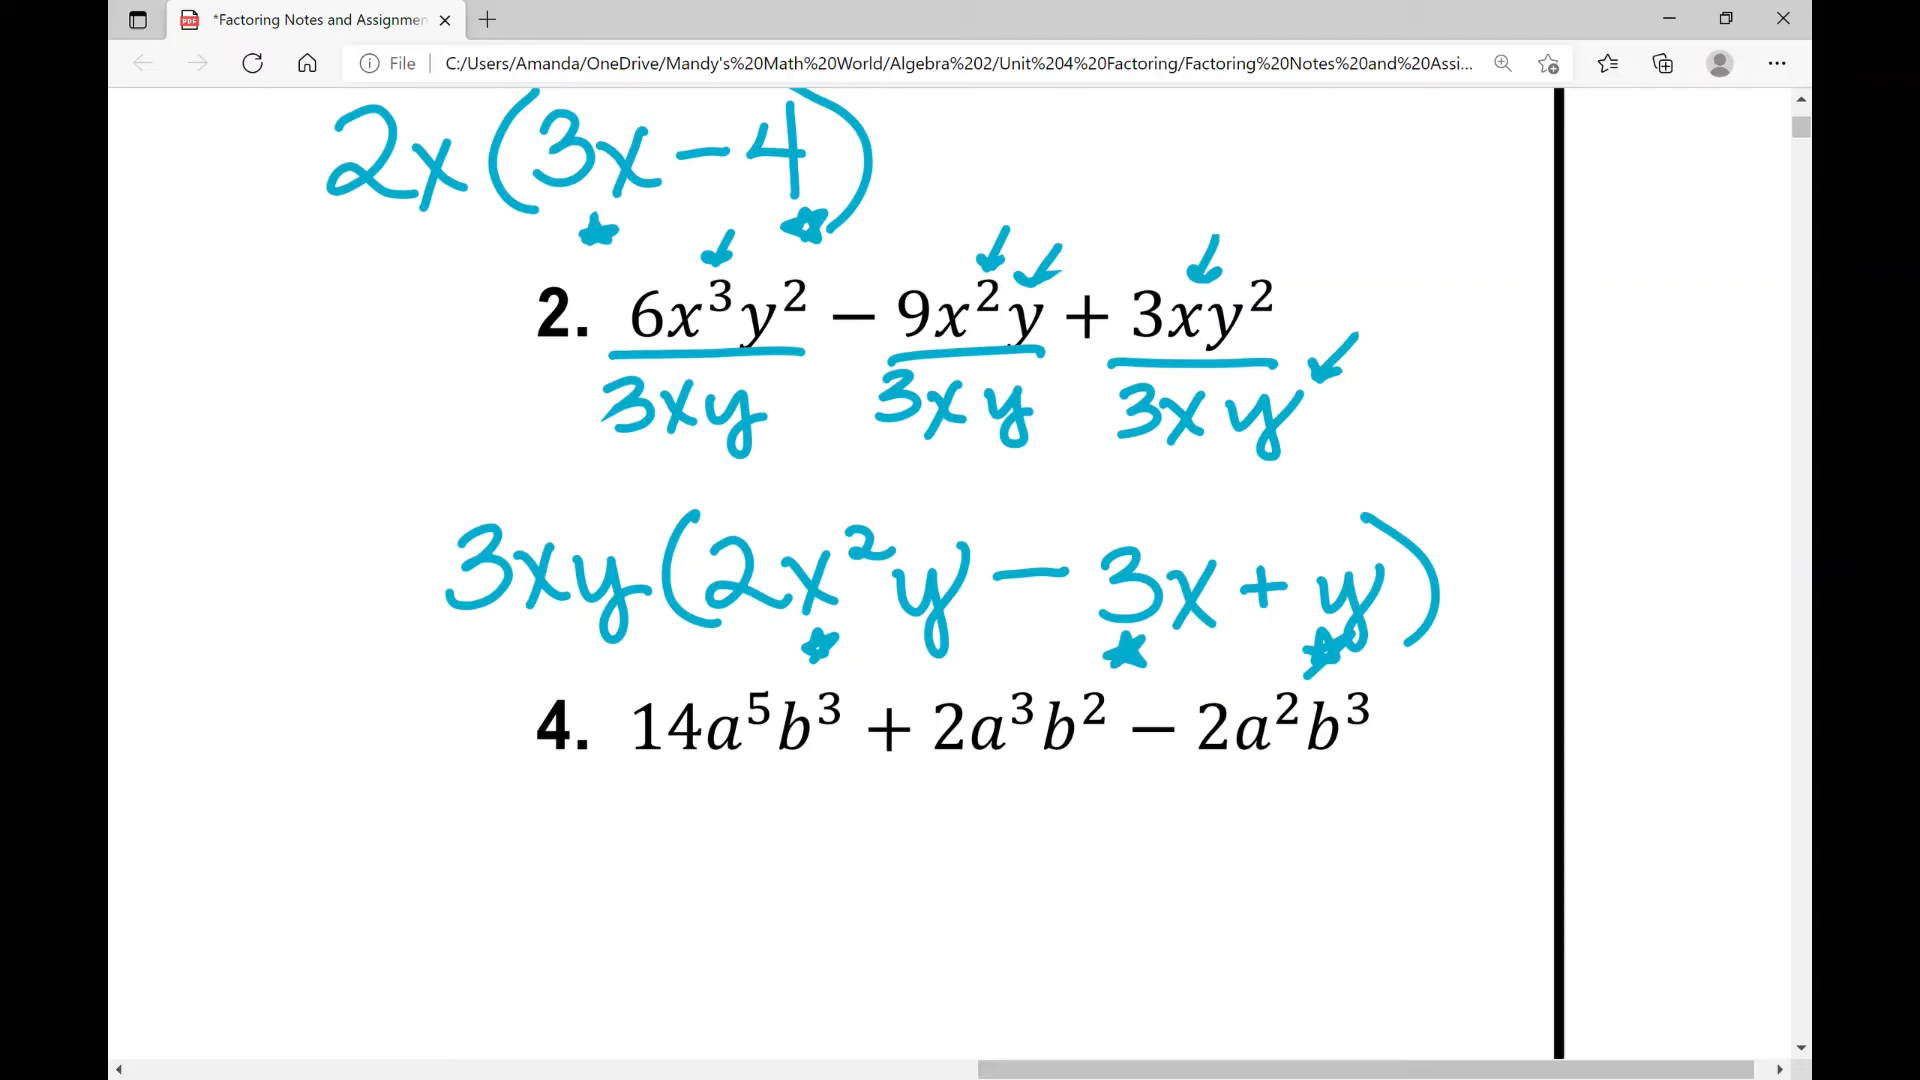 *Factoring Notes and Assignmen
File C:/Users/Amanda/OneDrive/Mandy's%20Math%20World/Algebra%202/Unit%204%20Factoring/Factoring%20Notes%20and%20Assi...
2x(3x-4)
2. 6x³y² − 9x²y + 3xy²
3xy 3xy 3xy
3xy(2x²y − 3x + y)
4. 14a⁵b³ + 2a³b² − 2a²b³